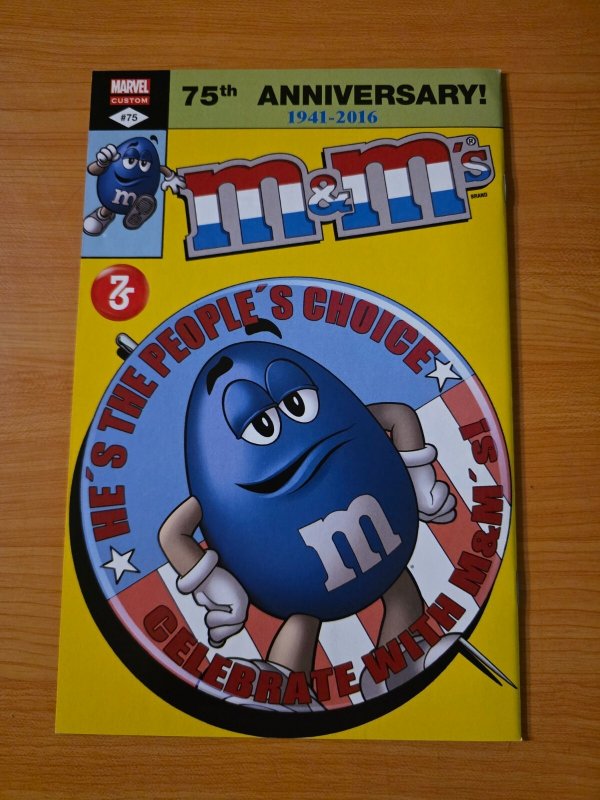 MARVEL
CUSTOM
#75
75th ANNIVERSARY!
1941-2016
m
m&m's®
BRAND
75
HE´S THE PEOPLE´S CHOICE
m
CELEBRATE WITH M&M´S!